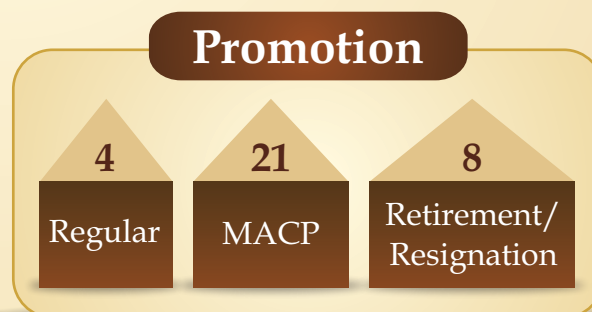 Promotion
4
Regular
21
MACP
8
Retirement/
Resignation